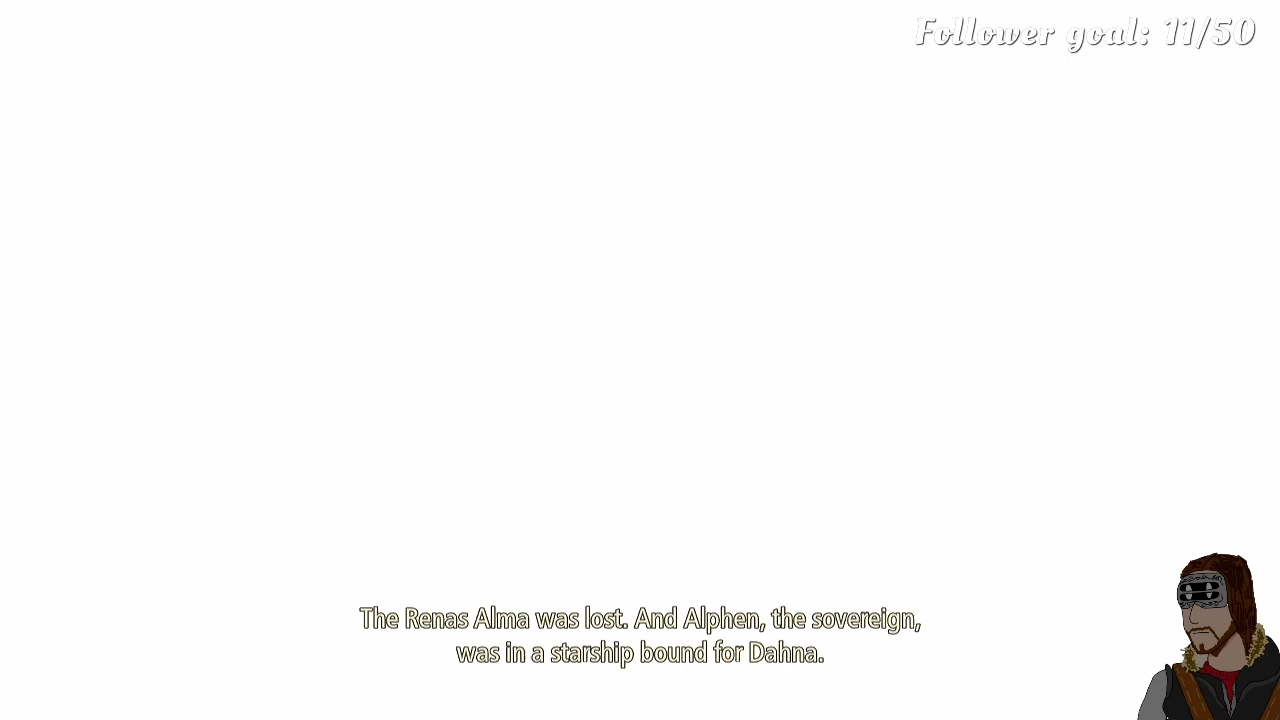 Follower goal: 11/50
The Renas Alma was lost. And Alphen, the sovereign,
was in a starship bound for Dahna.